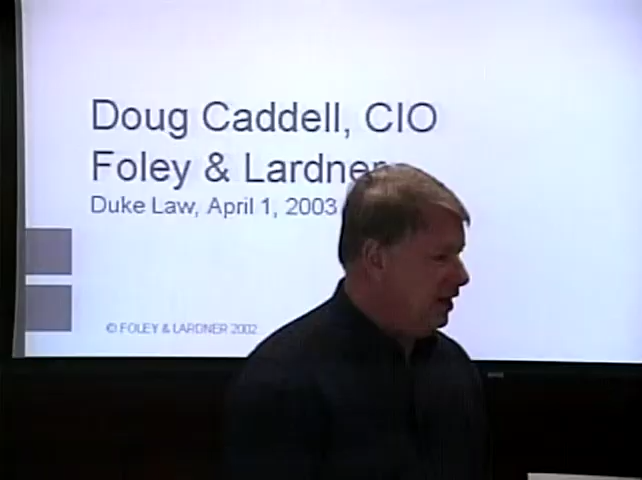 Doug Caddell, CIO
Foley & Lardner
Duke Law, April 1, 2003
© FOLEY & LARDNER 2002